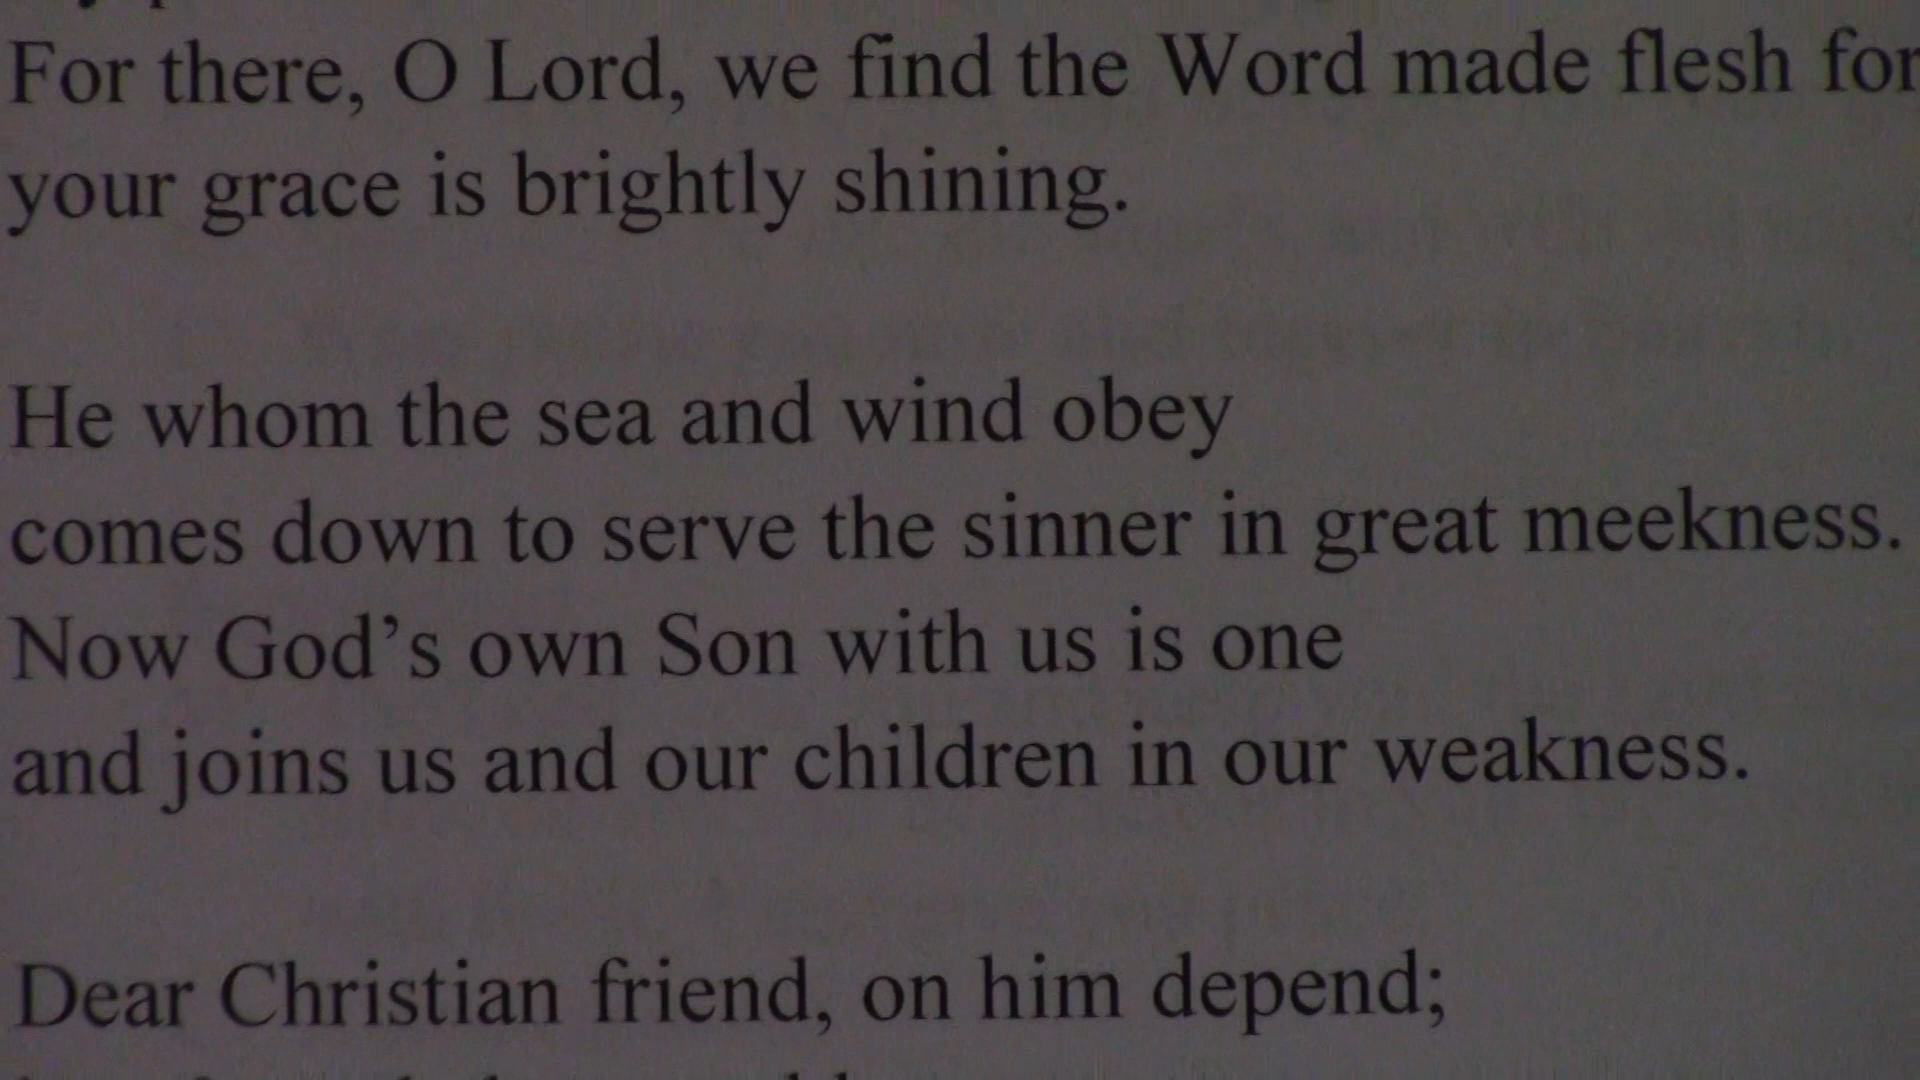 For there, O Lord, we find the Word made flesh for
your grace is brightly shining.
He whom the sea and wind obey
comes down to serve the sinner in great meekness.
Now God’s own Son with us is one
and joins us and our children in our weakness.
Dear Christian friend, on him depend;